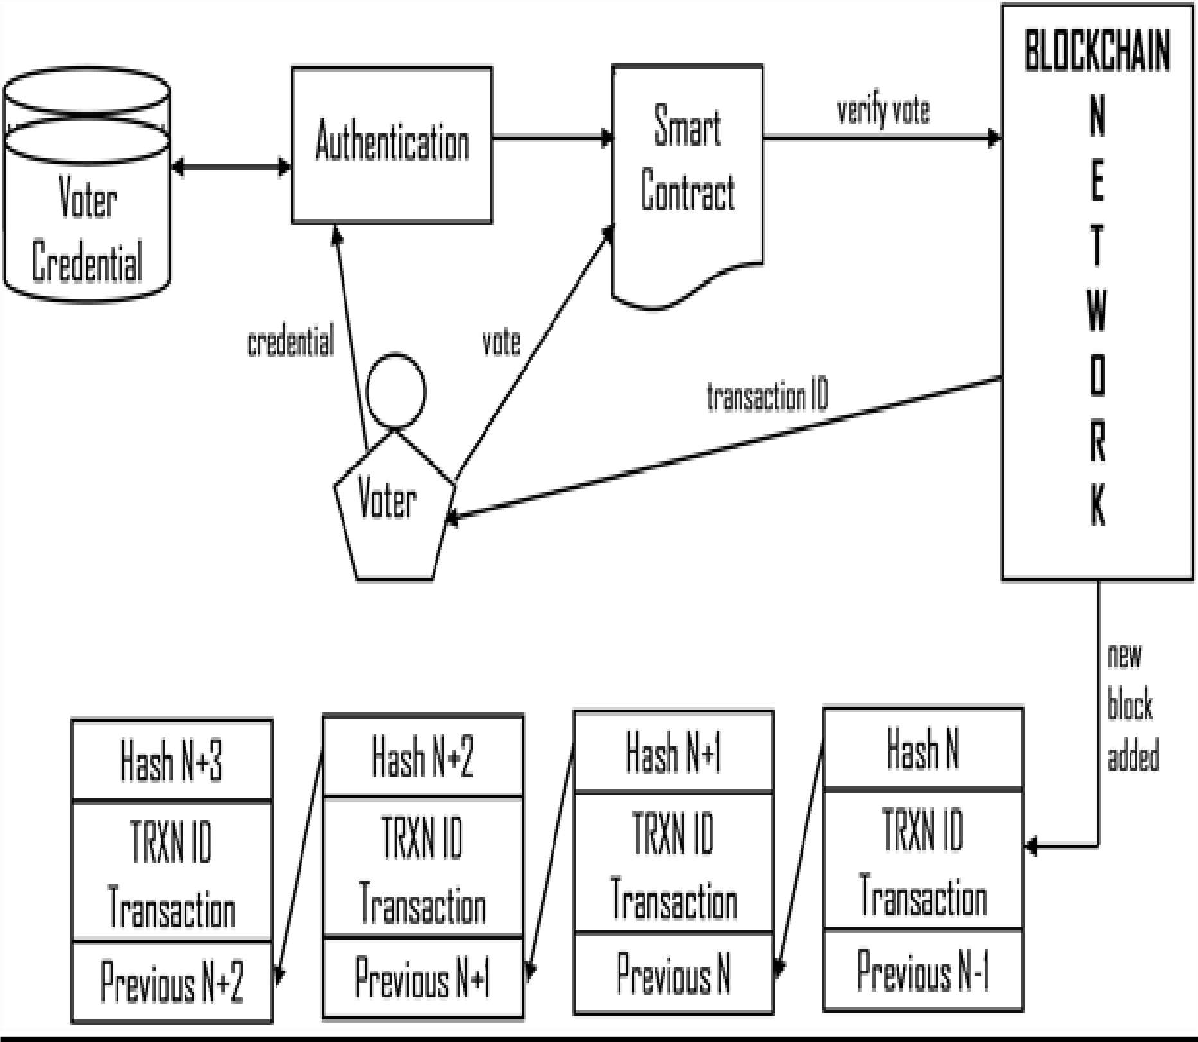 BLOCKCHAIN
N
E
T
W
O
R
K
Voter
Credential
Authentication
Smart
Contract
verify vote
credential
vote
transaction ID
Voter
new
block
added
Hash N+3
TRXN ID
Transaction
Previous N+2
Hash N+2
TRXN ID
Transaction
Previous N+1
Hash N+1
TRXN ID
Transaction
Previous N
Hash N
TRXN ID
Transaction
Previous N-1